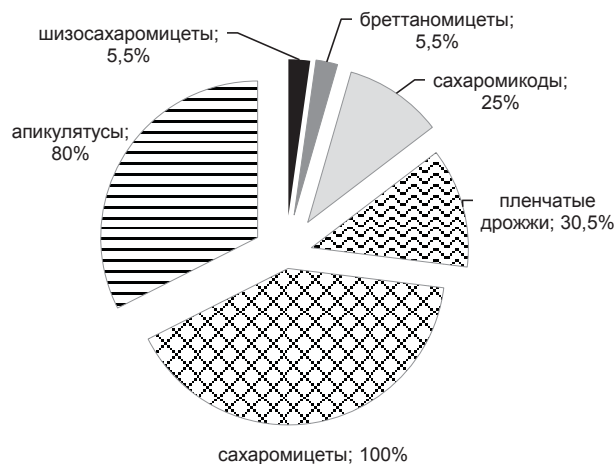 шизосахаромицеты;
5,5%
бреттаномицеты;
5,5%
сахаромикоды;
25%
апикулятусы;
80%
пленчатые
дрожжи; 30,5%
сахаромицеты; 100%